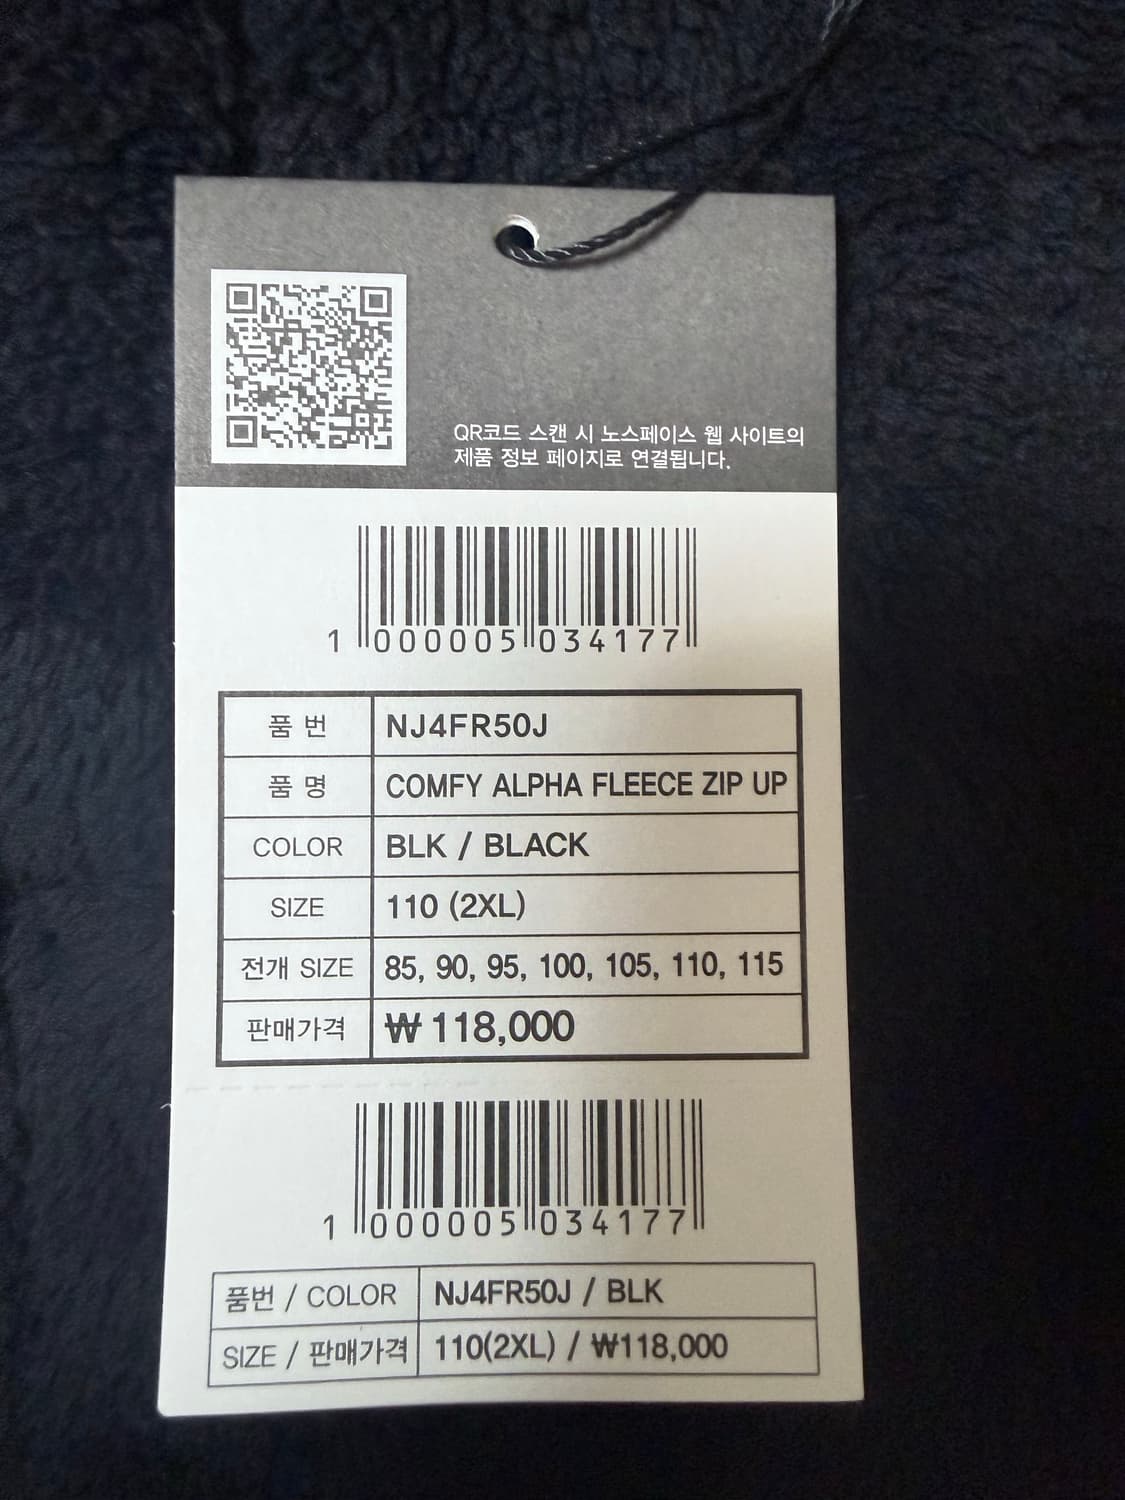 QR코드 스캔 시 노스페이스 웹 사이트의
제품 정보 페이지로 연결됩니다.
1 000005 034177
품 번 NJ4FR50J
품 명 COMFY ALPHA FLEECE ZIP UP
COLOR BLK / BLACK
SIZE 110 (2XL)
전개 SIZE 85, 90, 95, 100, 105, 110, 115
판매가격 ₩ 118,000
1 000005 034177
품번 / COLOR NJ4FR50J / BLK
SIZE / 판매가격 110(2XL) / ₩118,000